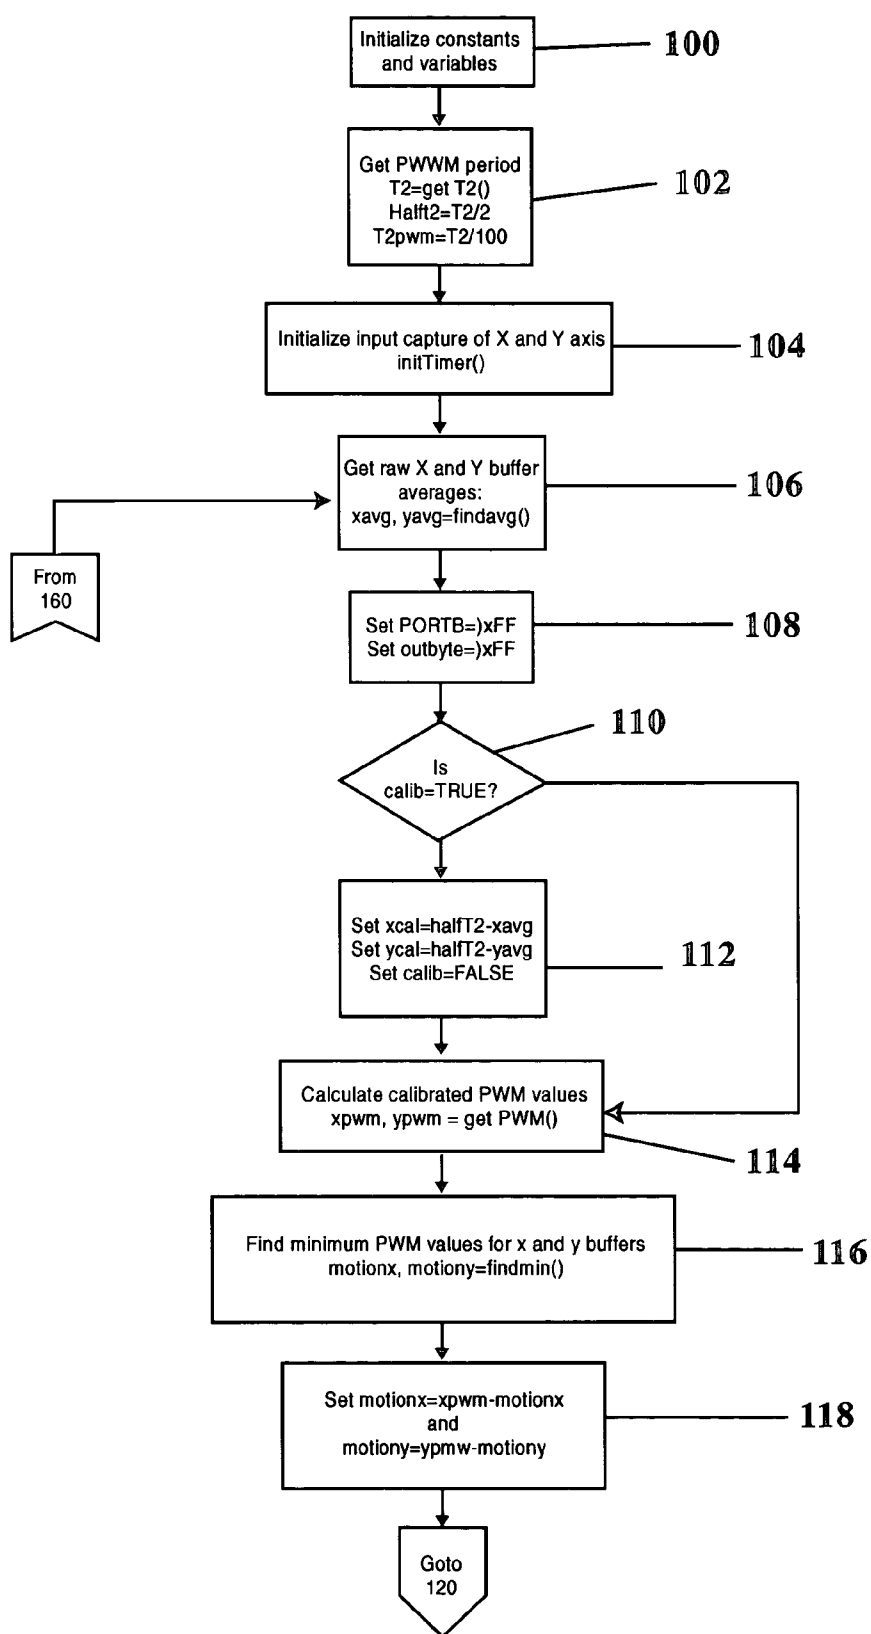 Initialize constants
and variables
100
Get PWWM period
T2=get T2()
Halft2=T2/2
T2pwm=T2/100
102
Initialize input capture of X and Y axis
initTimer()
104
Get raw X and Y buffer
averages:
xavg, yavg=findavg()
106
From
160
Set PORTB=)xFF
Set outbyte=)xFF
108
110
Is
calib=TRUE?
Set xcal=halfT2-xavg
Set ycal=halfT2-yavg
Set calib=FALSE
112
Calculate calibrated PWM values
xpwm, ypwm = get PWM()
114
Find minimum PWM values for x and y buffers
motionx, motiony=findmin()
116
Set motionx=xpwm-motionx
and
motiony=ypmw-motiony
118
Goto
120